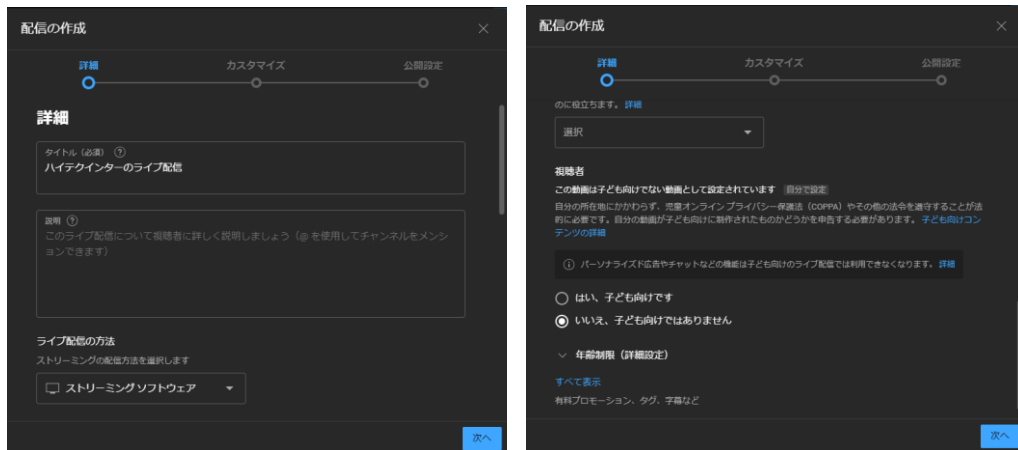 配信の作成
詳細
カスタマイズ
公開設定
詳細
タイトル（必須）
ハイテクインターのライブ配信
説明
このライブ配信について視聴者に詳しく説明しましょう（@ を使用してチャンネルをメンシ
ョンできます）
ライブ配信の方法
ストリーミングの配信方法を選択します
ストリーミングソフトウェア
次へ
配信の作成
詳細
カスタマイズ
公開設定
のに役立ちます。 詳細
選択
視聴者
この動画は子ども向けでない動画として設定されています 自分で設定
自分の所在地にかかわらず、児童オンライン プライバシー保護法（COPPA）やその他の法令を遵守することが法
的に必要です。自分の動画が子ども向けに制作されたものかどうかを申告する必要があります。 子ども向けコン
テンツの詳細
パーソナライズド広告やチャットなどの機能は子ども向けのライブ配信では利用できなくなります。 詳細
はい、子ども向けです
いいえ、子ども向けではありません
年齢制限（詳細設定）
すべて表示
有料プロモーション、タグ、字幕など
次へ